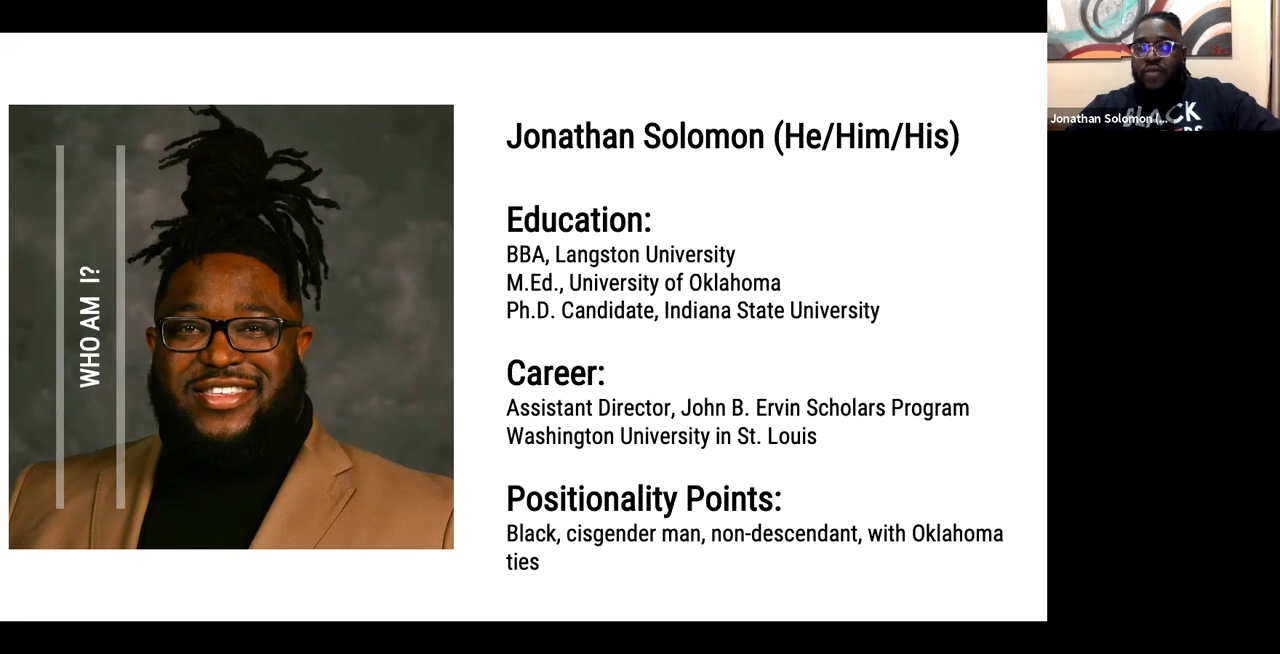 WHO AM I?
Jonathan Solomon (He/Him/His)
Education:
BBA, Langston University
M.Ed., University of Oklahoma
Ph.D. Candidate, Indiana State University
Career:
Assistant Director, John B. Ervin Scholars Program
Washington University in St. Louis
Positionality Points:
Black, cisgender man, non-descendant, with Oklahoma
ties
Jonathan Solomon (...